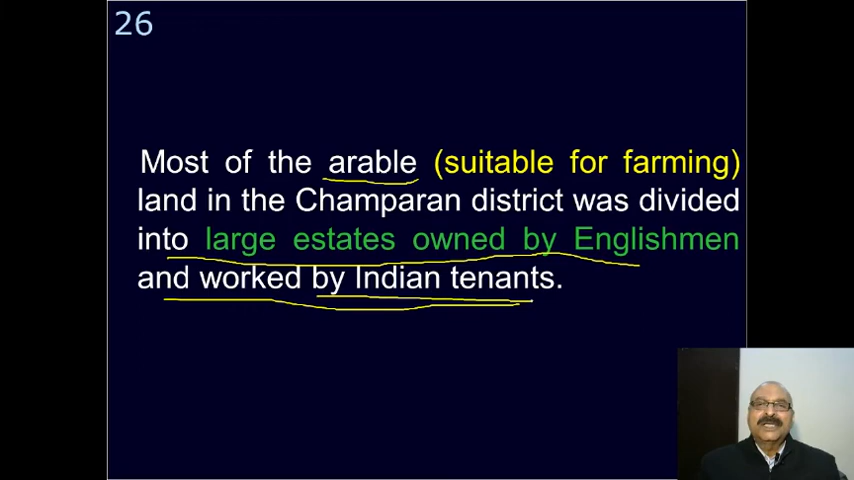 26
Most of the arable (suitable for farming)
land in the Champaran district was divided
into large estates owned by Englishmen
and worked by Indian tenants.